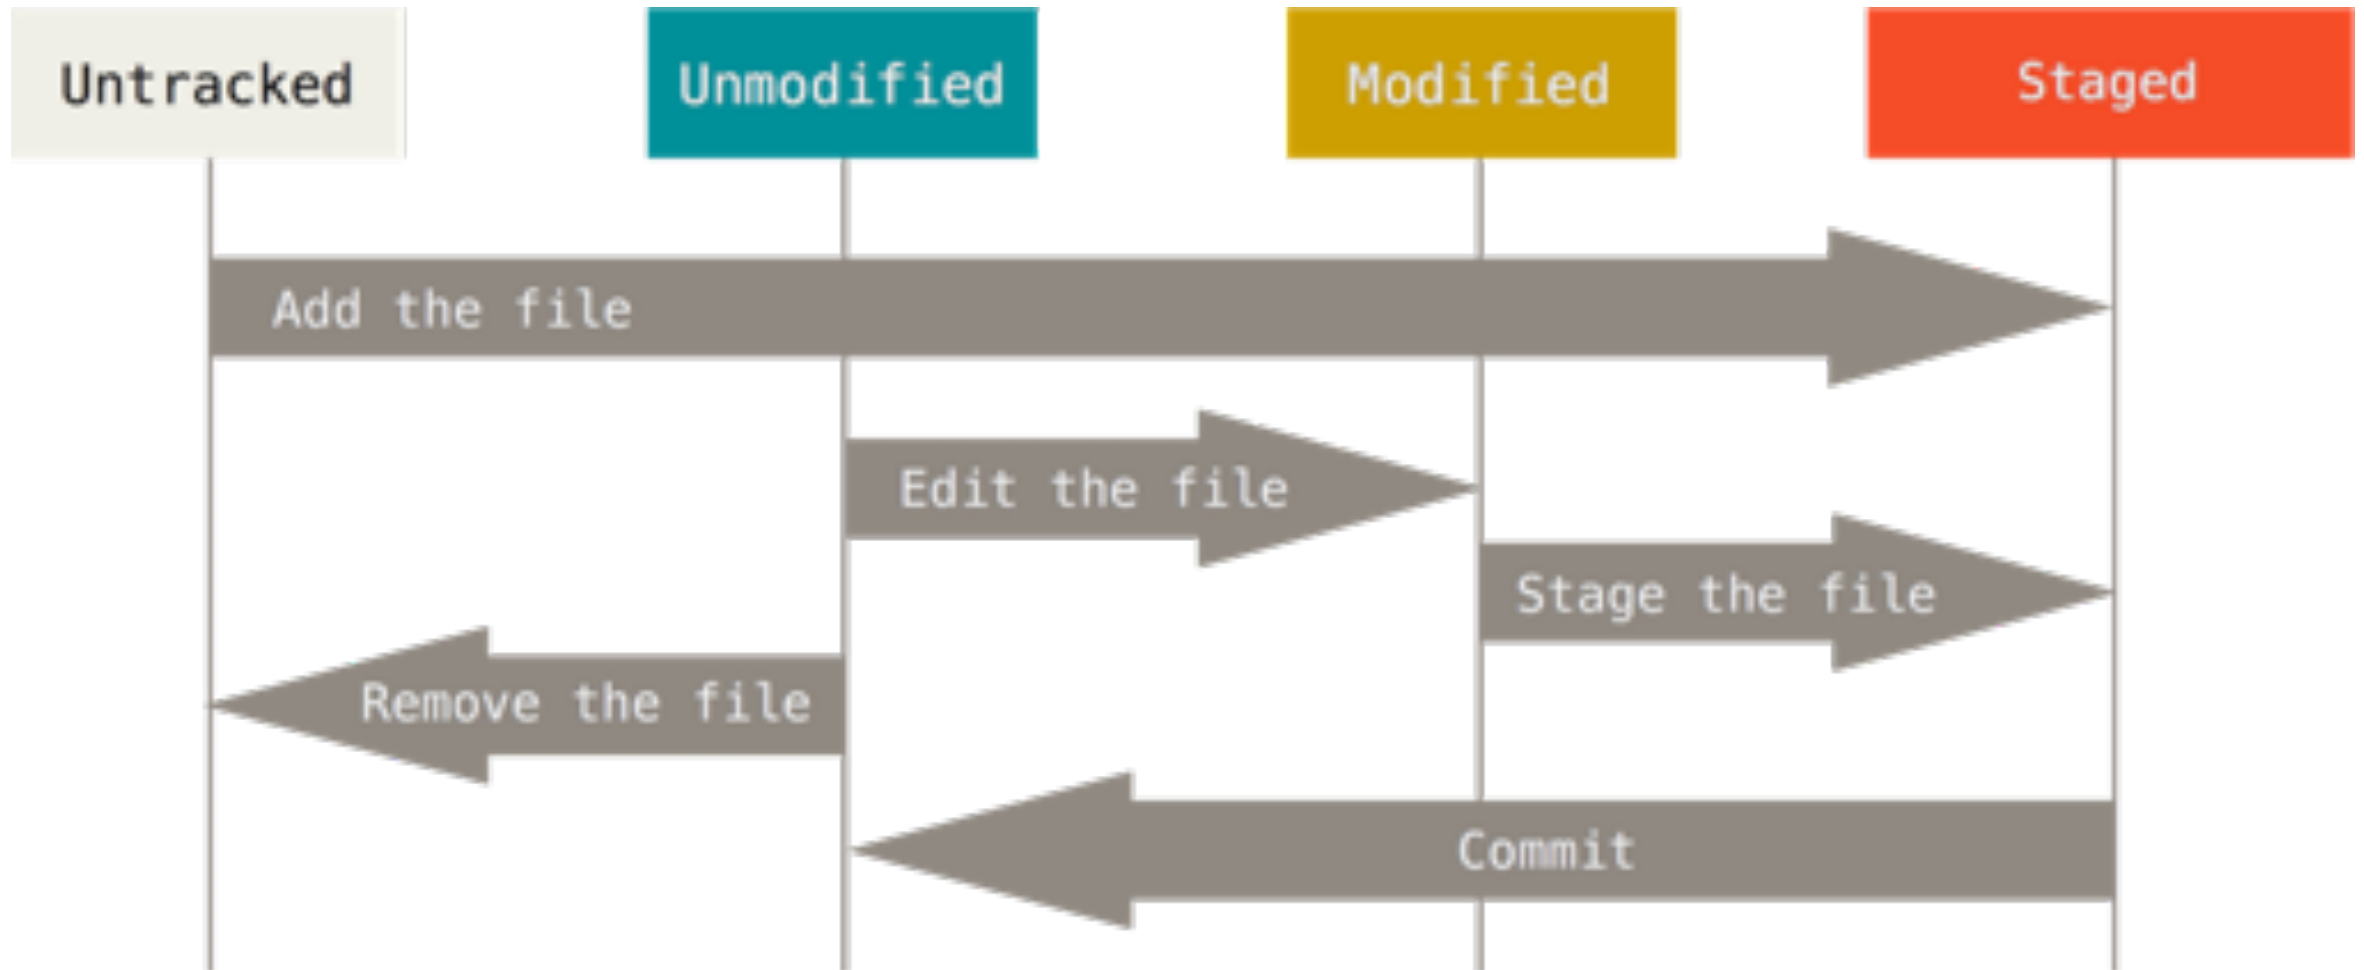 Untracked
Unmodified
Modified
Staged
Add the file
Edit the file
Stage the file
Remove the file
Commit